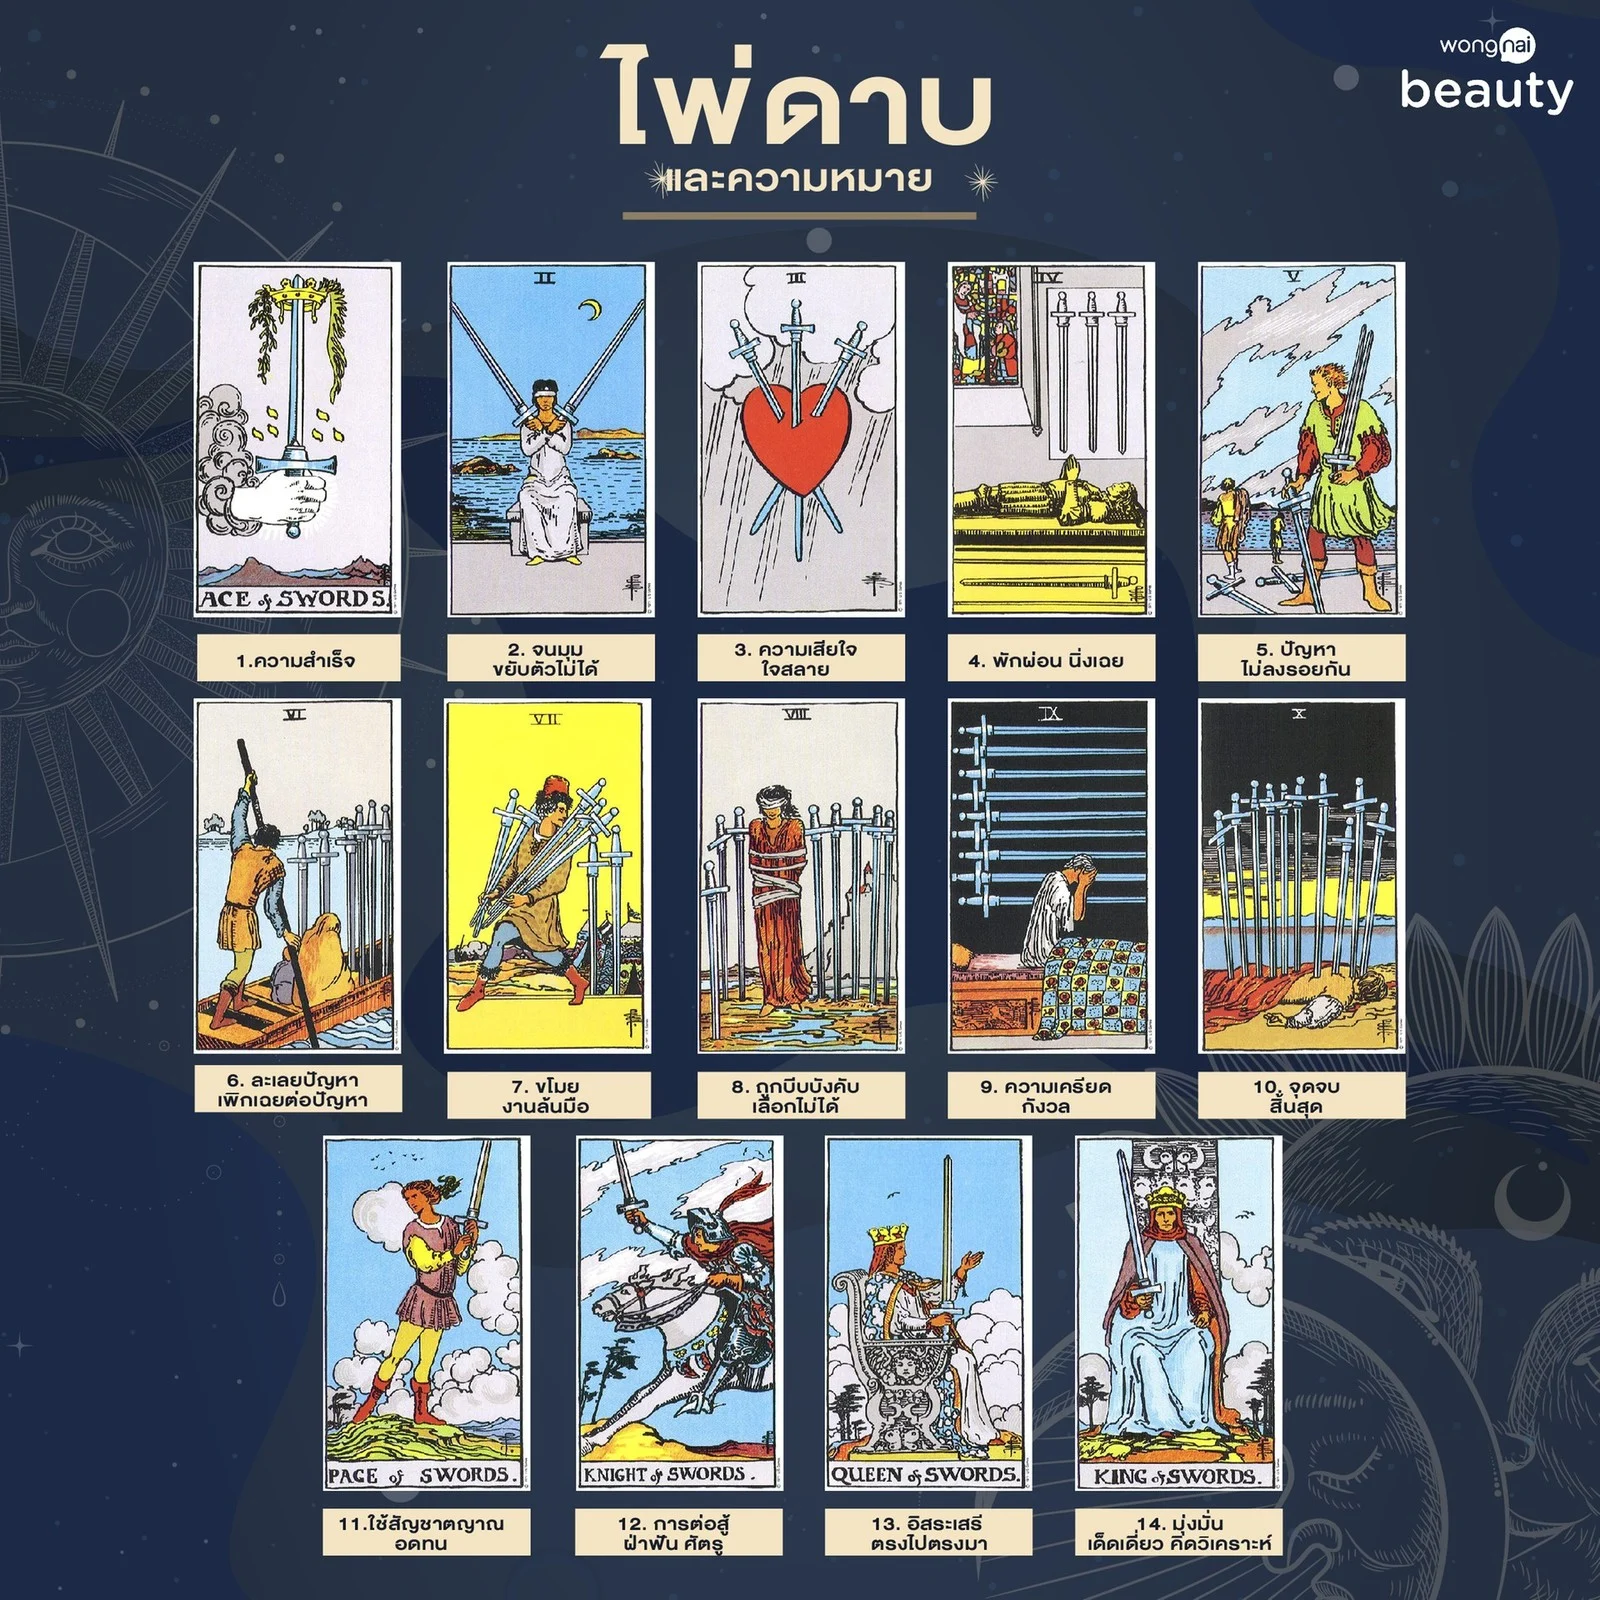 wongnai
beauty
ไพ่ดาบ
และความหมาย
II
III
IV
V
ACE of SWORDS.
1.ความสำเร็จ
2. จนมุม
ขยับตัวไม่ได้
3. ความเสียใจ
ใจสลาย
4. พักผ่อน นิ่งเฉย
5. ปัญหา
ไม่ลงรอยกัน
VI
VII
VIII
IX
X
6. ละเลยปัญหา
เพิกเฉยต่อปัญหา
7. ขโมย
งานล้นมือ
8. ถูกบีบบังคับ
เลือกไม่ได้
9. ความเครียด
กังวล
10. จุดจบ
สิ้นสุด
PAGE of SWORDS.
KNIGHT of SWORDS.
QUEEN of SWORDS.
KING of SWORDS.
11.ใช้สัญชาตญาณ
อดทน
12. การต่อสู้
ฝ่าฟัน ศัตรู
13. อิสระเสรี
ตรงไปตรงมา
14. มุ่งมั่น
เด็ดเดี่ยว คิดวิเคราะห์